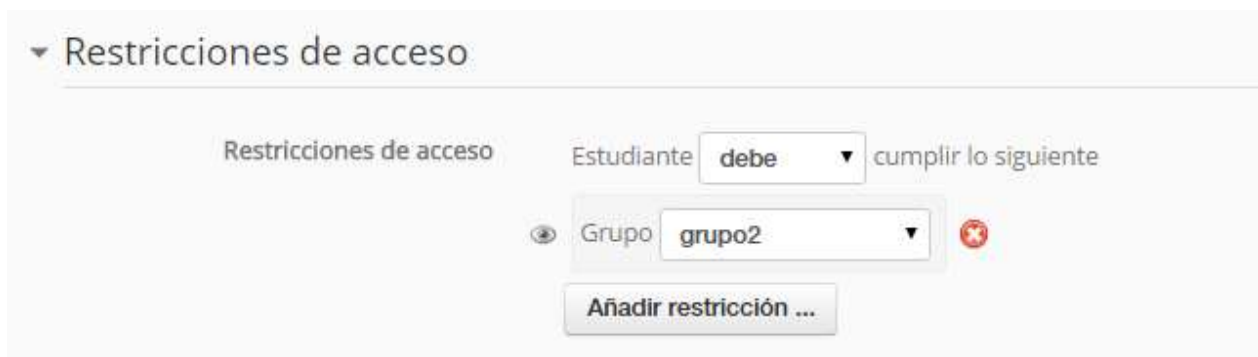 Restricciones de acceso
Restricciones de acceso Estudiante debe cumplir lo siguiente
Grupo grupo2
Añadir restricción ...